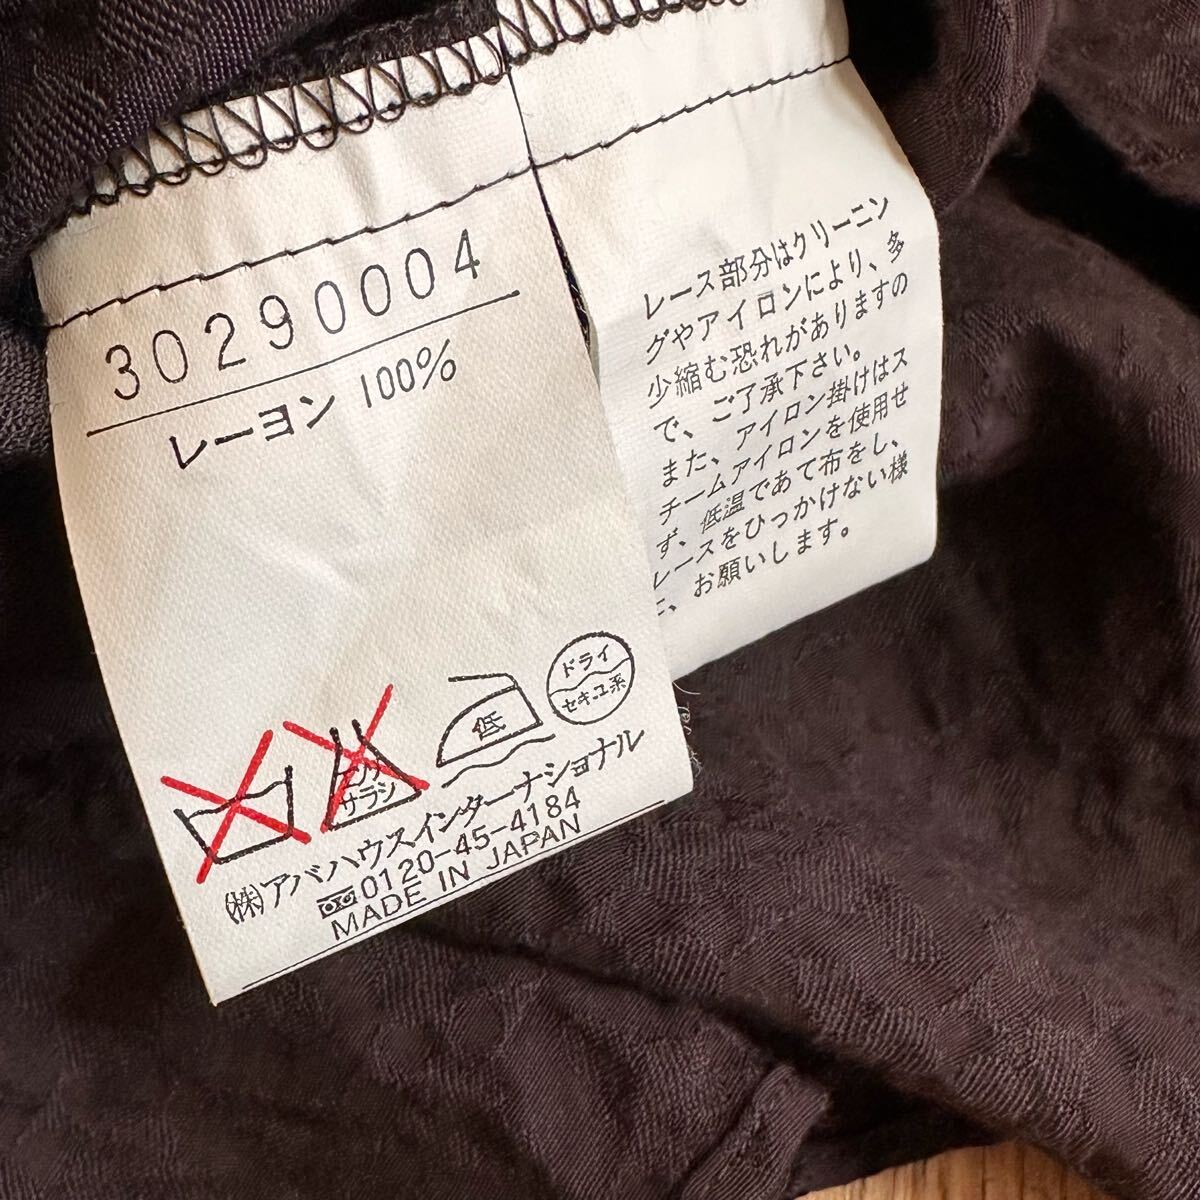 30290004
レーヨン 100%
サラシ
低
ドライ
セキユ系
(株)アバハウスインターナショナル
0120-45-4184
MADE IN JAPAN
レース部分はクリーニン
グやアイロンにより、多
少縮む恐れがありますの
で、ご了承下さい。
また、アイロン掛けはス
チームアイロンを使用せ
ず、低温であて布をし、
レースをひっかけない様
に、お願いします。